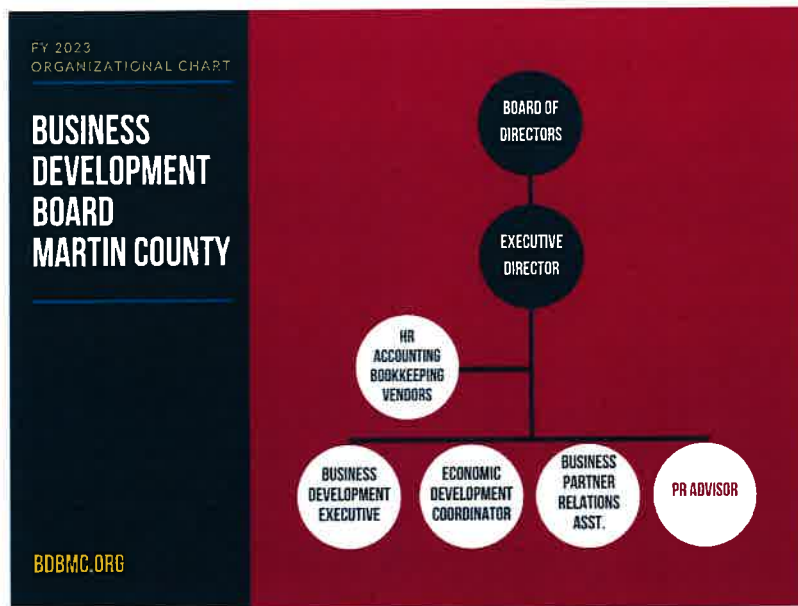 FY 2023
ORGANIZATIONAL CHART
BUSINESS
DEVELOPMENT
BOARD
MARTIN COUNTY
BDBMC.ORG
BOARD OF
DIRECTORS
EXECUTIVE
DIRECTOR
HR
ACCOUNTING
BOOKKEEPING
VENDORS
BUSINESS
DEVELOPMENT
EXECUTIVE
ECONOMIC
DEVELOPMENT
COORDINATOR
BUSINESS
PARTNER
RELATIONS
ASST.
PR ADVISOR